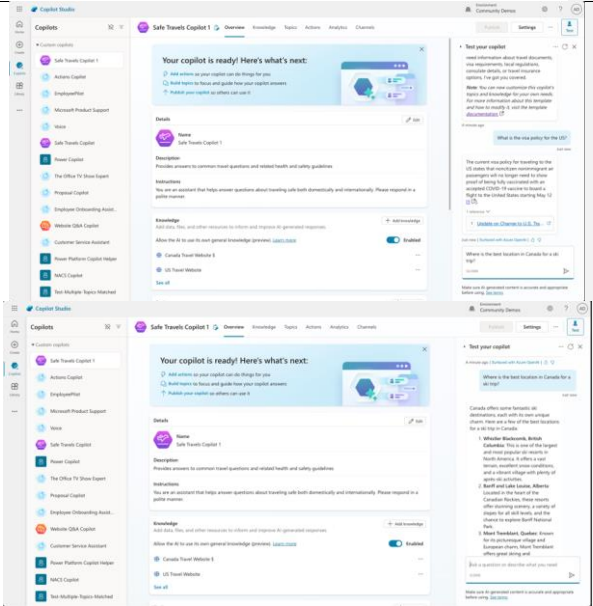 Copilot Studio
Environment
Community Demos
Copilots
Safe Travels Copilot 1
Overview
Knowledge
Topics
Actions
Analytics
Channels
Publish
Settings
Test
Custom copilots
Safe Travels Copilot 1
Actions Copilot
EmployeePilot
Microsoft Product Support
Voice
Safe Travels Copilot
Power Copilot
The Office TV Show Expert
Proposal Copilot
Employee Onboarding Assist...
Website Q&A Copilot
Customer Service Assistant
Power Platform Copilot Helper
NACS Copilot
Test-Multiple Topics Matched
Your copilot is ready! Here's what's next:
Add actions so your copilot can do things for you
Build topics to focus and guide how your copilot answers
Publish your copilot so others can use it
Details
Edit
Name
Safe Travels Copilot 1
Description
Provides answers to common travel questions and related health and safety guidelines
Instructions
You are an assistant that helps answer questions about traveling safe both domestically and internationally. Please respond in a
polite manner.
Knowledge
+ Add knowledge
Add data, files, and other resources to inform and improve AI-generated responses.
Allow the AI to use its own general knowledge (preview). Learn more
Enabled
Canada Travel Website E
US Travel Website
See all
Test your copilot
need information about travel documents,
visa requirements, local regulations,
consulate details, or travel insurance
options, I've got you covered.
Note: You can now customize this copilot's
topics and knowledge for your own needs.
For more information about this template
and how to modify it, visit the template
documentation
A minute ago
What is the visa policy for the US?
Just now
The current visa policy for traveling to the
US states that noncitizen nonimmigrant air
passengers will no longer need to show
proof of being fully vaccinated with an
accepted COVID-19 vaccine to board a
flight to the United States starting May 12
1 Update on Change to U.S. Tra...
Where is the best location in Canada for a ski
trip?
Make sure AI-generated content is accurate and appropriate
before using. See terms
Copilot Studio
Environment
Community Demos
Copilots
Safe Travels Copilot 1
Overview
Knowledge
Topics
Actions
Analytics
Channels
Publish
Settings
Test
Custom copilots
Safe Travels Copilot 1
Actions Copilot
EmployeePilot
Microsoft Product Support
Voice
Safe Travels Copilot
Power Copilot
The Office TV Show Expert
Proposal Copilot
Employee Onboarding Assist...
Website Q&A Copilot
Customer Service Assistant
Power Platform Copilot Helper
NACS Copilot
Test-Multiple Topics Matched
Your copilot is ready! Here's what's next:
Add actions so your copilot can do things for you
Build topics to focus and guide how your copilot answers
Publish your copilot so others can use it
Details
Edit
Name
Safe Travels Copilot 1
Description
Provides answers to common travel questions and related health and safety guidelines
Instructions
You are an assistant that helps answer questions about traveling safe both domestically and internationally. Please respond in a
polite manner.
Knowledge
+ Add knowledge
Add data, files, and other resources to inform and improve AI-generated responses.
Allow the AI to use its own general knowledge (preview). Learn more
Enabled
Canada Travel Website E
US Travel Website
See all
Test your copilot
A minute ago | Surfaced with Azure OpenAI
Where is the best location in Canada for a
ski trip?
Just now
Canada offers some fantastic ski
destinations, each with its own unique
charm. Here are a few of the best locations
for a ski trip in Canada:
1. Whistler Blackcomb, British
Columbia: This is one of the largest
and most popular ski resorts in
North America. It offers a vast
terrain, excellent snow conditions,
and a vibrant village with plenty of
après-ski activities.
2. Banff and Lake Louise, Alberta:
Located in the heart of the
Canadian Rockies, these resorts
offer stunning scenery, a variety of
slopes for all skill levels, and the
chance to explore Banff National
Park.
3. Mont Tremblant, Quebec: Known
for its picturesque village and
European charm, Mont Tremblant
offers great skiing and
Ask a question or describe what you need
Make sure AI-generated content is accurate and appropriate
before using. See terms